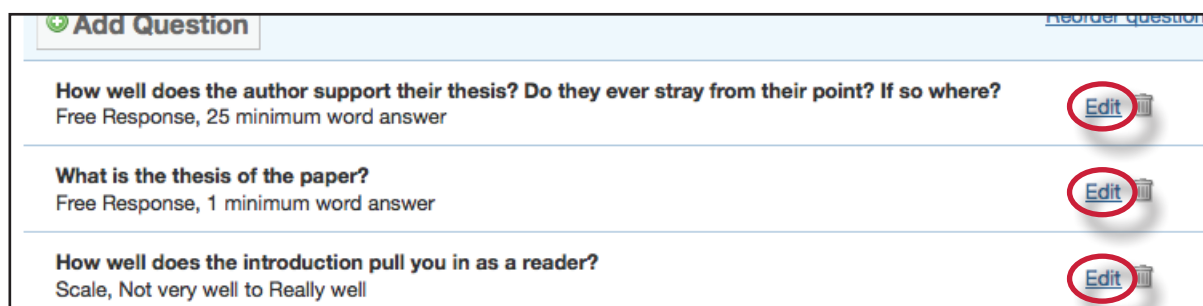 Add Question
Reorder question
How well does the author support their thesis? Do they ever stray from their point? If so where?
Edit
Free Response, 25 minimum word answer
What is the thesis of the paper?
Edit
Free Response, 1 minimum word answer
How well does the introduction pull you in as a reader?
Edit
Scale, Not very well to Really well